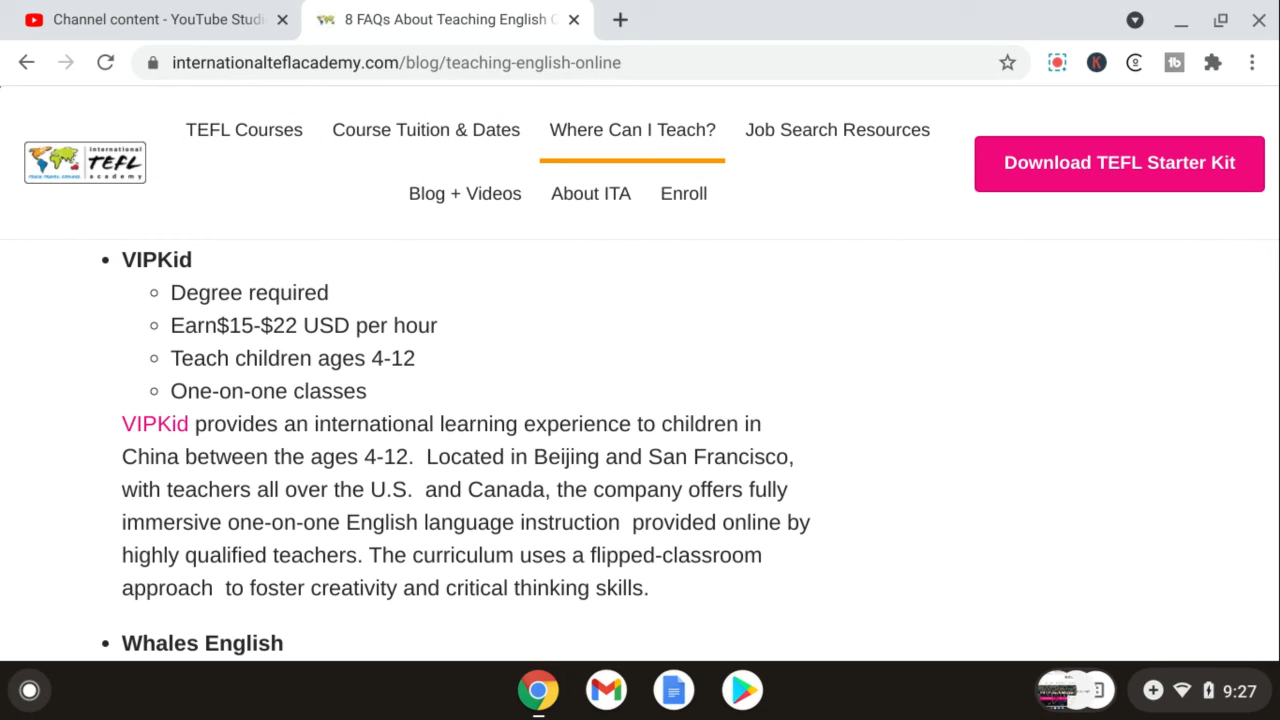 Channel content - YouTube Studi
8 FAQs About Teaching English O
internationalteflacademy.com/blog/teaching-english-online
TEFL Courses
Course Tuition & Dates
Where Can I Teach?
Job Search Resources
international
TEFL
academy
Download TEFL Starter Kit
Blog + Videos
About ITA
Enroll
• VIPKid
○ Degree required
○ Earn$15-$22 USD per hour
○ Teach children ages 4-12
○ One-on-one classes
VIPKid provides an international learning experience to children in
China between the ages 4-12.  Located in Beijing and San Francisco,
with teachers all over the U.S.  and Canada, the company offers fully
immersive one-on-one English language instruction  provided online by
highly qualified teachers. The curriculum uses a flipped-classroom
approach  to foster creativity and critical thinking skills.
• Whales English
9:27